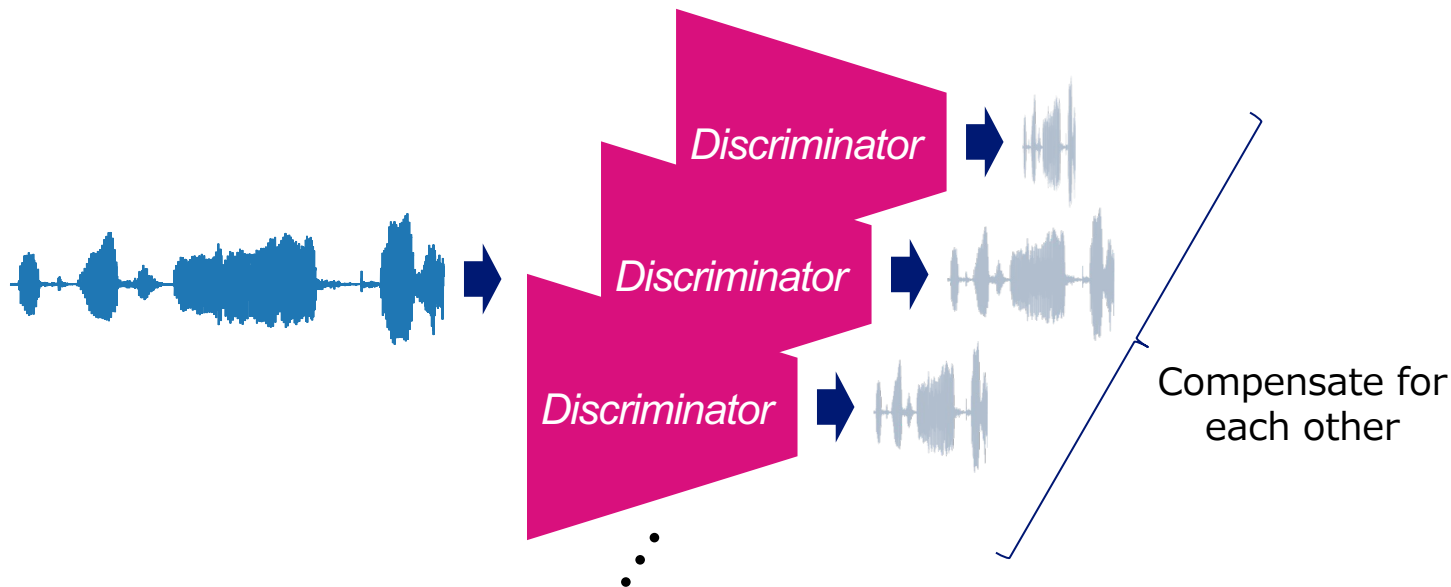 Discriminator
Discriminator
Discriminator
Compensate for
each other